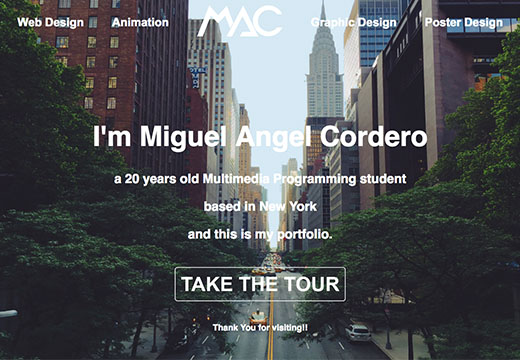 Web Design Animation MAC Graphic Design Poster Design
I'm Miguel Angel Cordero
a 20 years old Multimedia Programming student
based in New York
and this is my portfolio.
TAKE THE TOUR
Thank You for visiting!!